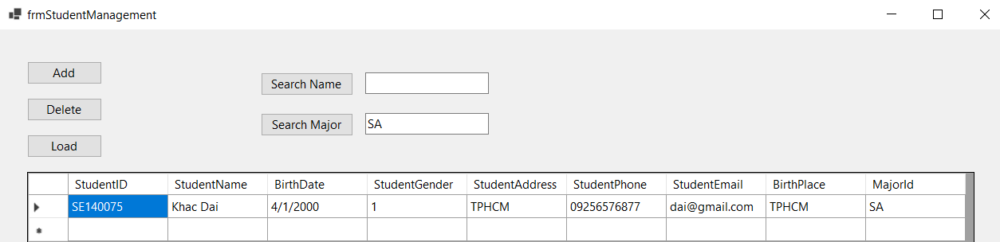 frmStudentManagement
Add
Search Name
Delete
Search Major SA
Load
StudentID StudentName BirthDate StudentGender StudentAddress StudentPhone StudentEmail BirthPlace MajorId
SE140075 Khac Dai 4/1/2000 1 TPHCM 09256576877 dai@gmail.com TPHCM SA